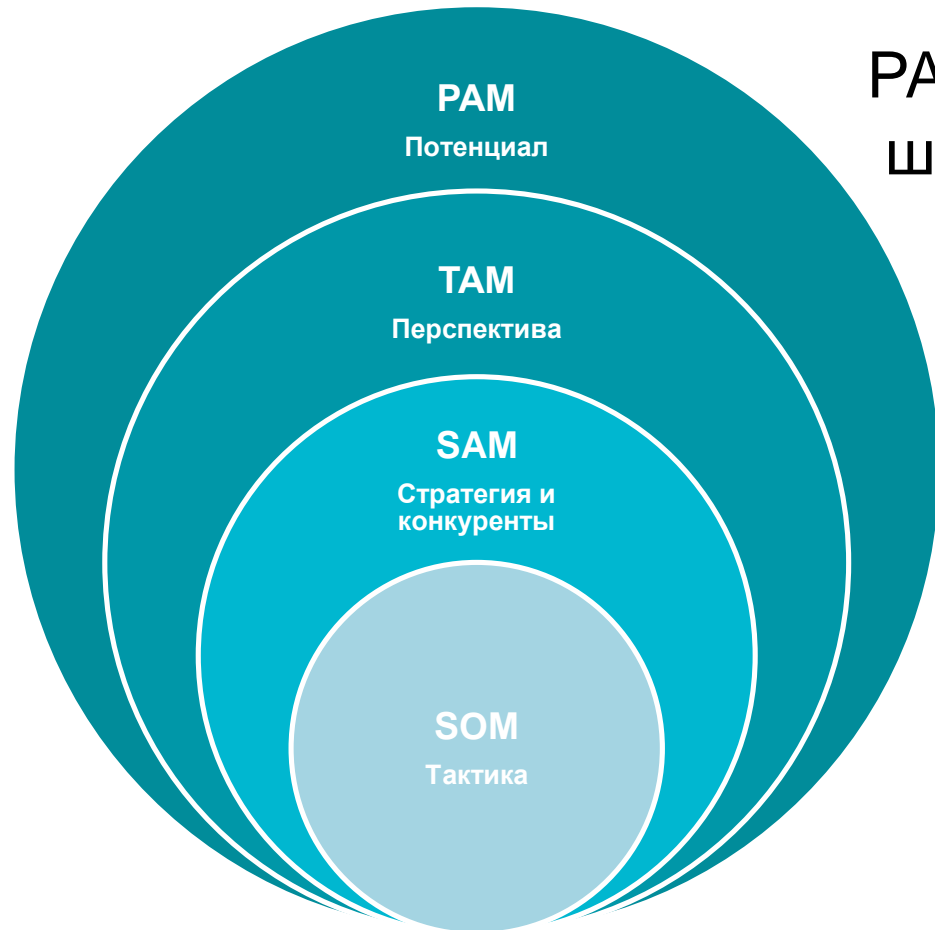 PAM
Потенциал
TAM
Перспектива
SAM
Стратегия и
конкуренты
SOM
Тактика